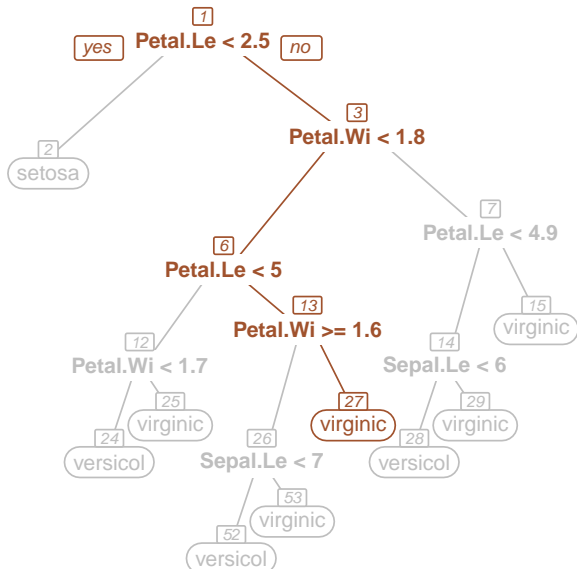 1
yes Petal.Le < 2.5 no
3
Petal.Wi < 1.8
2
setosa
7
Petal.Le < 4.9
6
Petal.Le < 5
13
Petal.Wi >= 1.6
15
virginic
12
Petal.Wi < 1.7
14
Sepal.Le < 6
25
virginic
27
virginic
29
virginic
24
versicol
26
Sepal.Le < 7
28
versicol
53
virginic
52
versicol